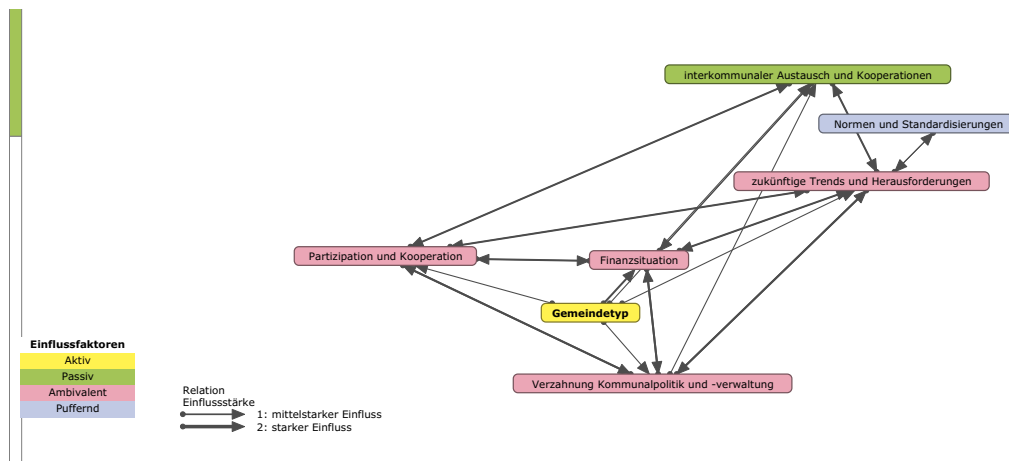 interkommunaler Austausch und Kooperationen
Normen und Standardisierungen
zukünftige Trends und Herausforderungen
Partizipation und Kooperation
Finanzsituation
Gemeindetyp
Verzahnung Kommunalpolitik und -verwaltung
Einflussfaktoren
Aktiv
Passiv
Ambivalent
Puffernd
Relation
Einflussstärke
1: mittelstarker Einfluss
2: starker Einfluss